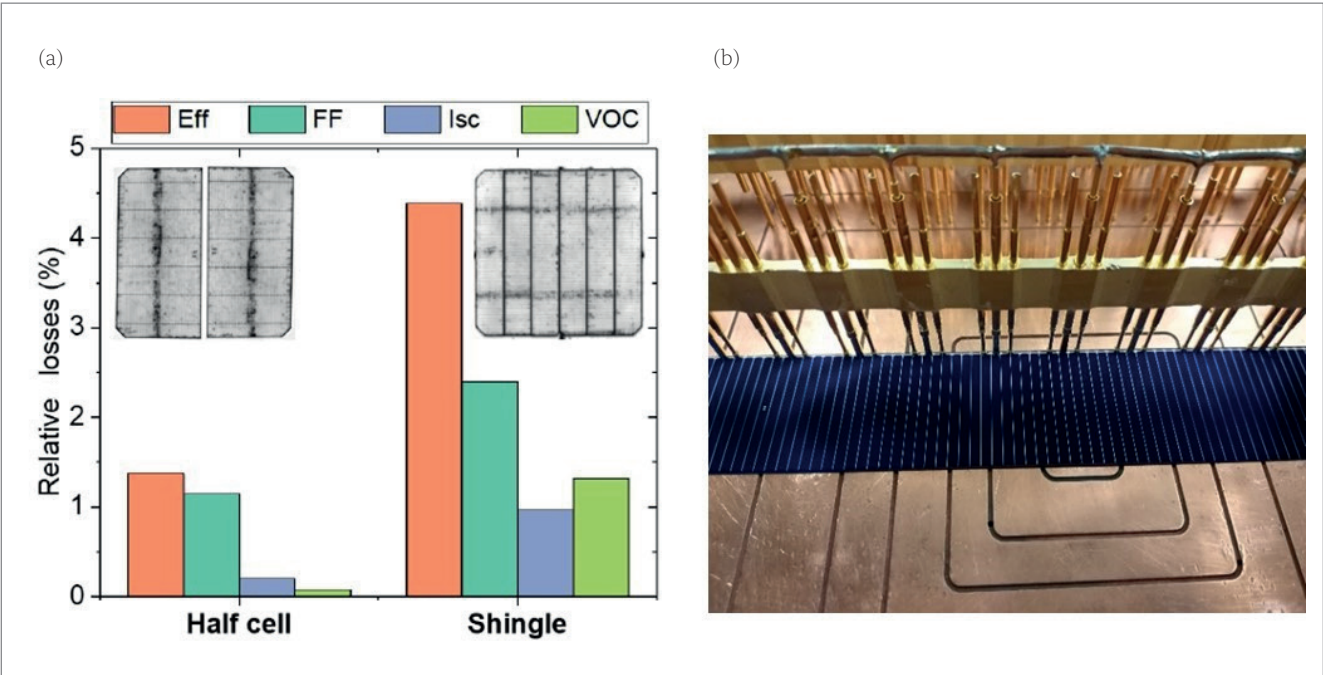 (a)
(b)
Eff FF Isc VOC
Relative losses (%)
5
4
3
2
1
0
Half cell Shingle